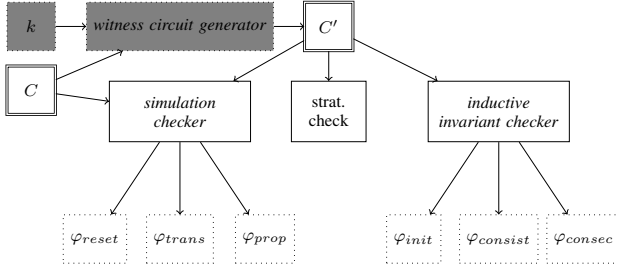 k witness circuit generator C′
C
simulation checker strat. check inductive invariant checker
φreset φtrans φprop φinit φconsist φconsec